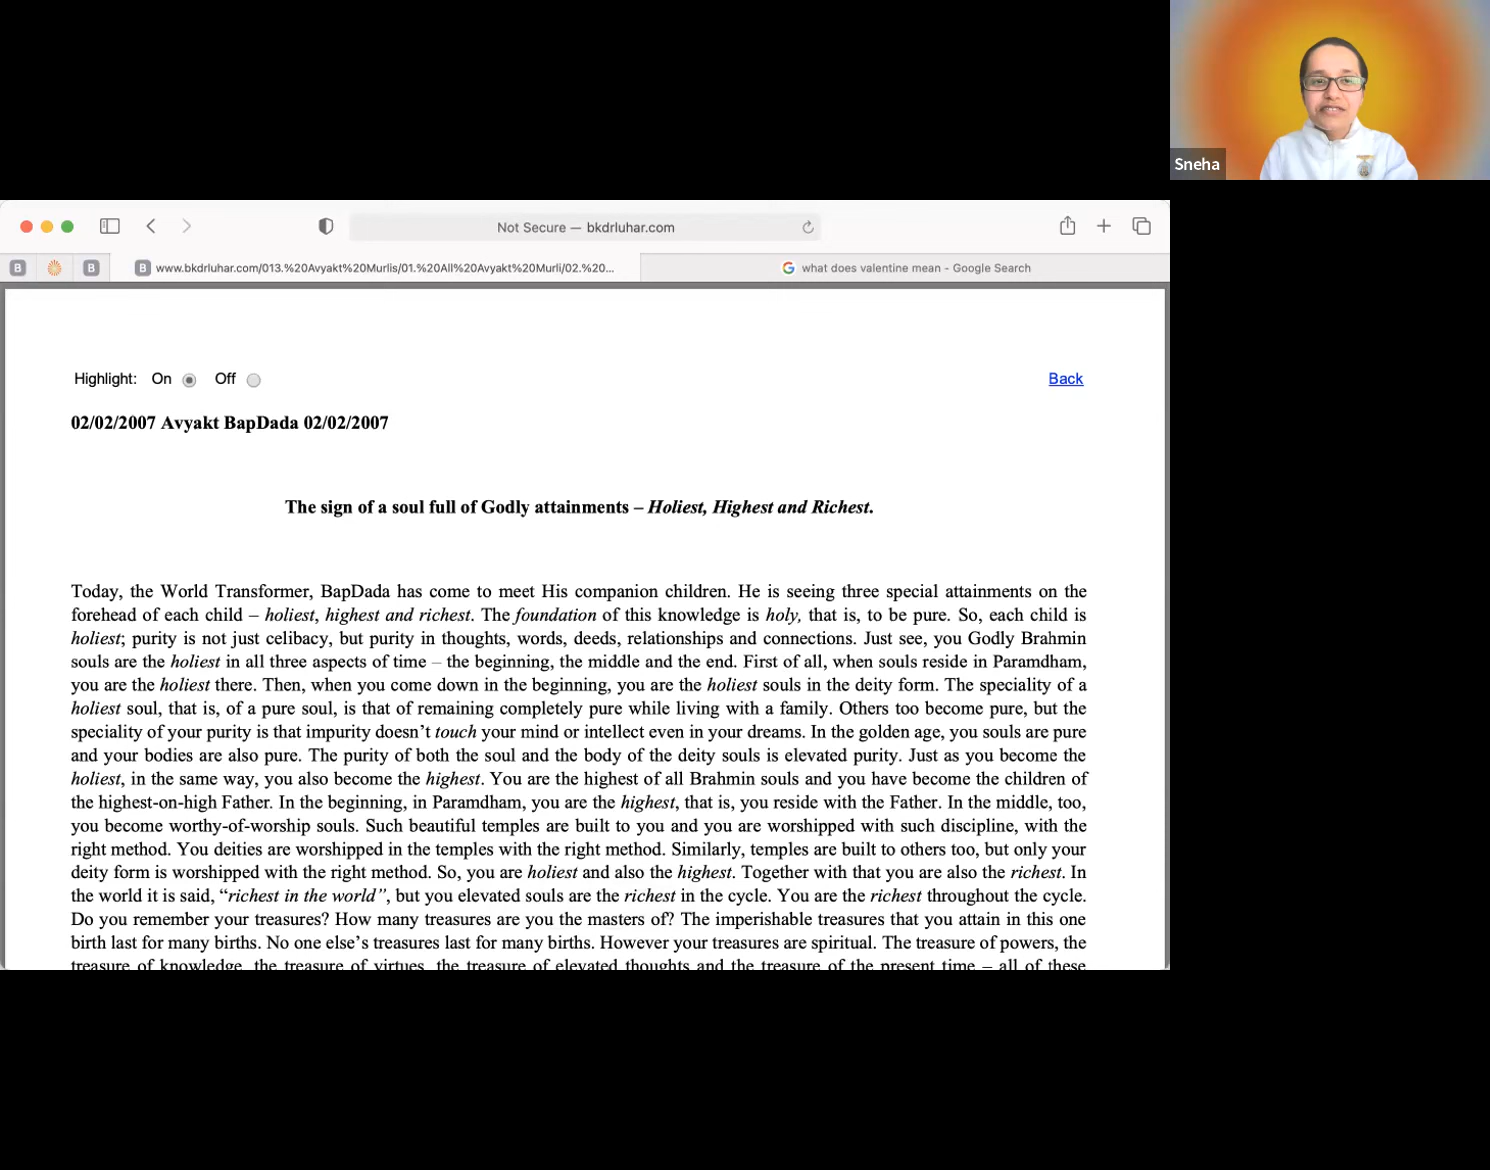 Sneha
Not Secure — bkdrluhar.com
B
B
B www.bkdrluhar.com/013.%20Avyakt%20Murlis/01.%20All%20Avyakt%20Murli/02.%20...
G what does valentine mean - Google Search
Highlight: On Off Back
02/02/2007 Avyakt BapDada 02/02/2007
The sign of a soul full of Godly attainments – Holiest, Highest and Richest.
Today, the World Transformer, BapDada has come to meet His companion children. He is seeing three special attainments on the
forehead of each child – holiest, highest and richest. The foundation of this knowledge is holy, that is, to be pure. So, each child is
holiest; purity is not just celibacy, but purity in thoughts, words, deeds, relationships and connections. Just see, you Godly Brahmin
souls are the holiest in all three aspects of time – the beginning, the middle and the end. First of all, when souls reside in Paramdham,
you are the holiest there. Then, when you come down in the beginning, you are the holiest souls in the deity form. The speciality of a
holiest soul, that is, of a pure soul, is that of remaining completely pure while living with a family. Others too become pure, but the
speciality of your purity is that impurity doesn’t touch your mind or intellect even in your dreams. In the golden age, you souls are pure
and your bodies are also pure. The purity of both the soul and the body of the deity souls is elevated purity. Just as you become the
holiest, in the same way, you also become the highest. You are the highest of all Brahmin souls and you have become the children of
the highest-on-high Father. In the beginning, in Paramdham, you are the highest, that is, you reside with the Father. In the middle, too,
you become worthy-of-worship souls. Such beautiful temples are built to you and you are worshipped with such discipline, with the
right method. You deities are worshipped in the temples with the right method. Similarly, temples are built to others too, but only your
deity form is worshipped with the right method. So, you are holiest and also the highest. Together with that you are also the richest. In
the world it is said, “richest in the world”, but you elevated souls are the richest in the cycle. You are the richest throughout the cycle.
Do you remember your treasures? How many treasures are you the masters of? The imperishable treasures that you attain in this one
birth last for many births. No one else’s treasures last for many births. However your treasures are spiritual. The treasure of powers, the
treasure of knowledge, the treasure of virtues, the treasure of elevated thoughts and the treasure of the present time – all of these